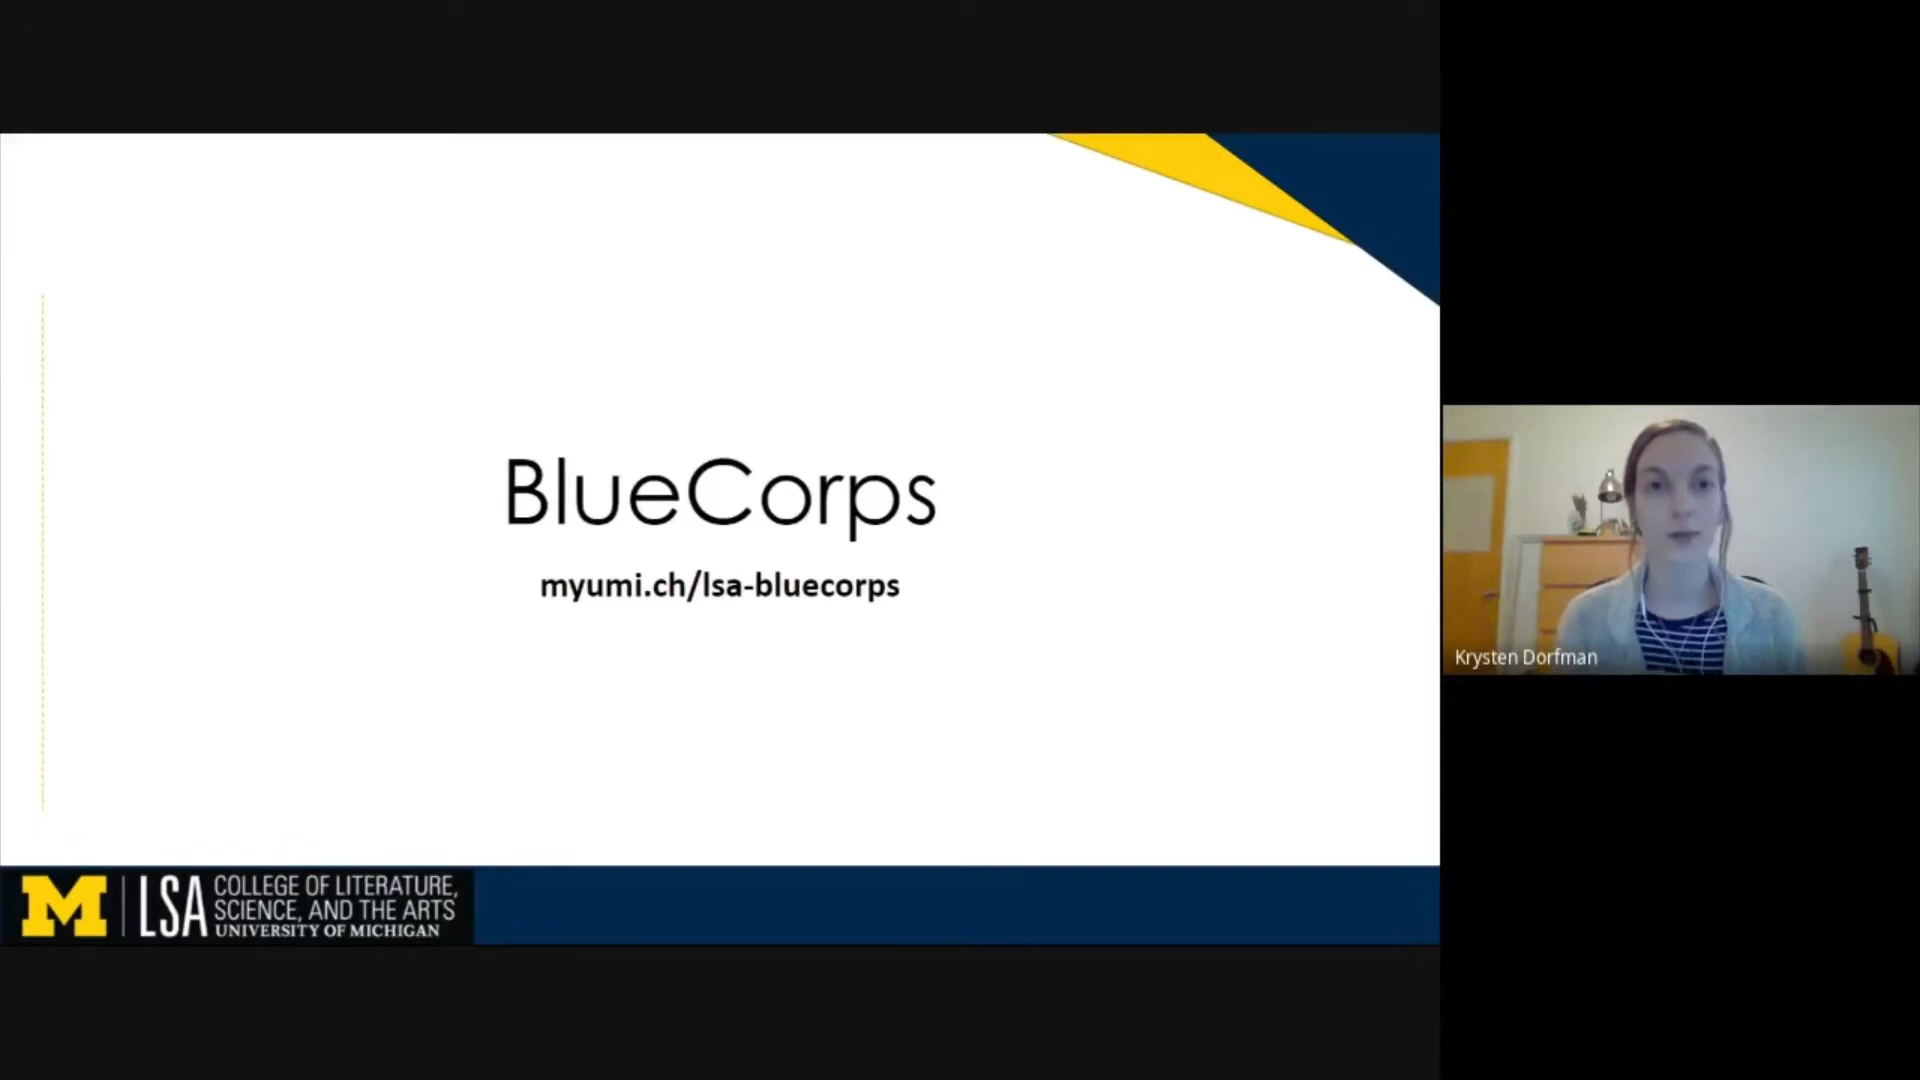 BlueCorps
myumi.ch/lsa-bluecorps
Krysten Dorfman
M LSA COLLEGE OF LITERATURE,
SCIENCE, AND THE ARTS
UNIVERSITY OF MICHIGAN